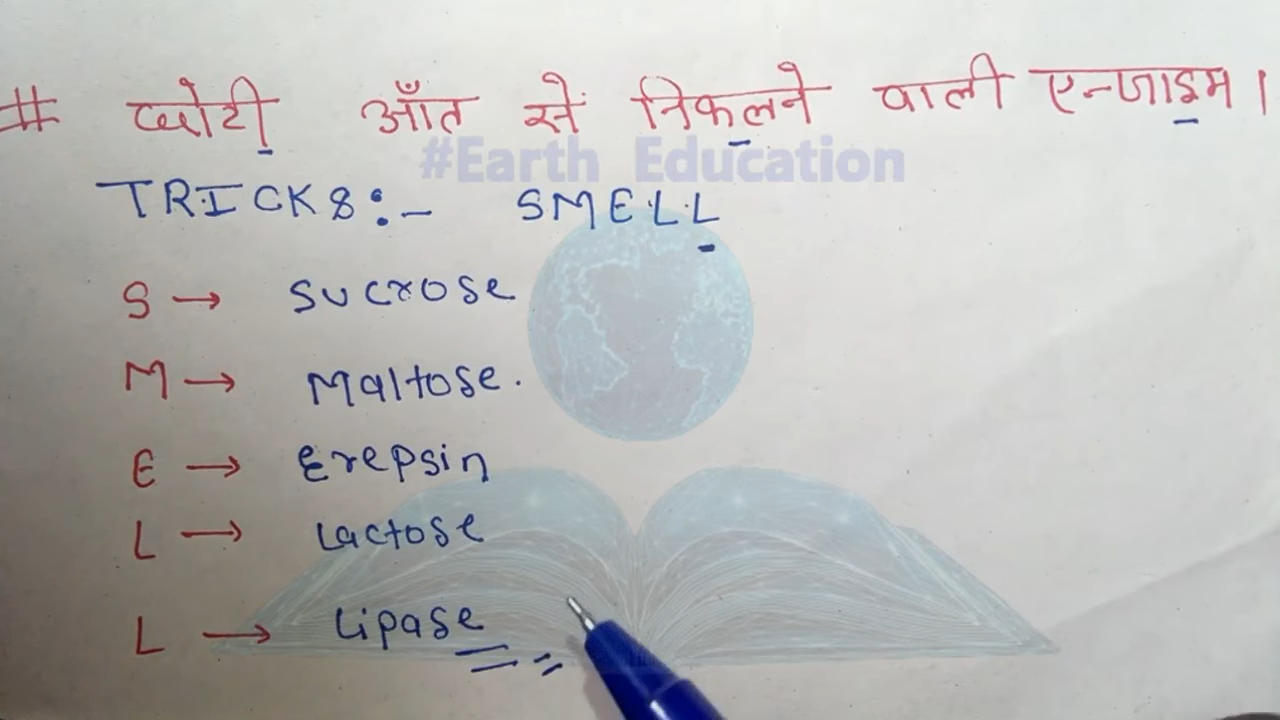 # छोटी आँत सें निकलने वाली एन्जाइम।
#Earth Education
TRICKS:- SMELL
S → Sucrose
M → Maltose.
E → Erepsin
L → Lactose
L → Lipase